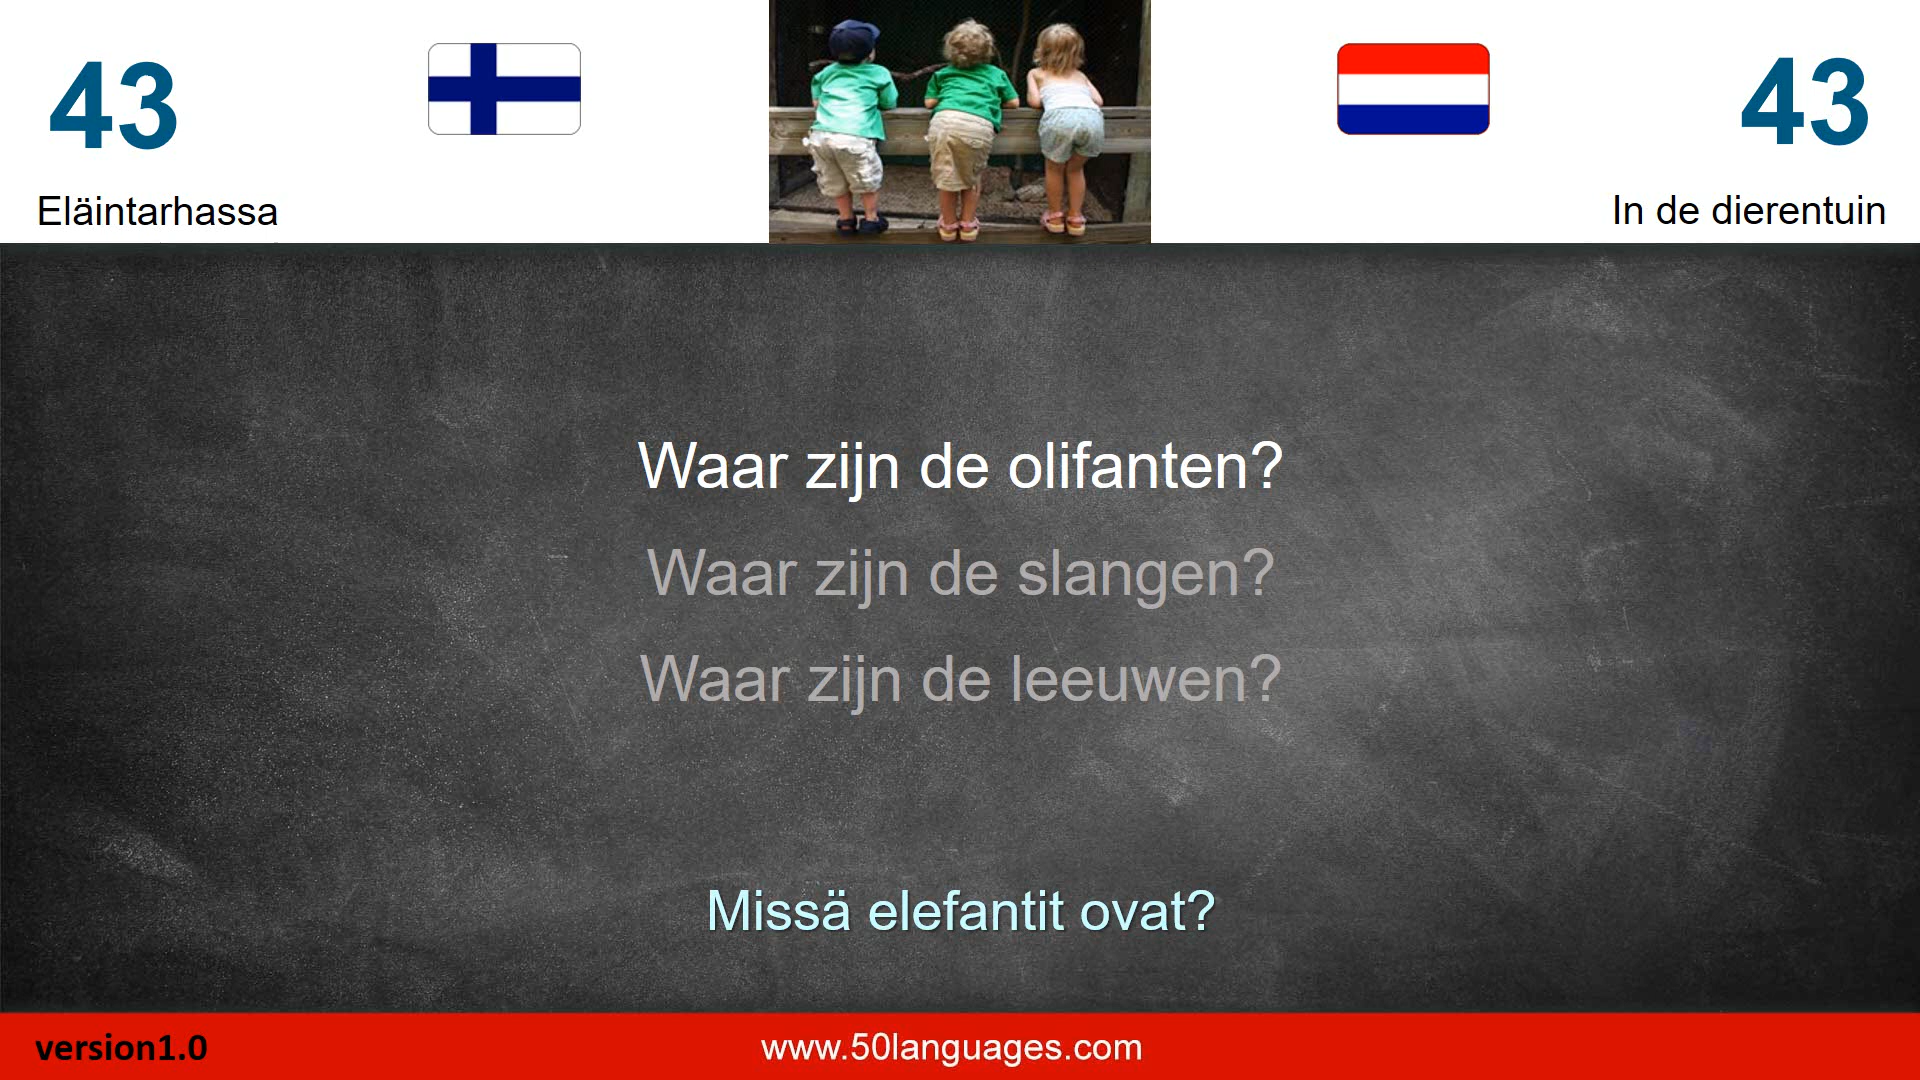 43
43
Eläintarhassa
In de dierentuin
Waar zijn de olifanten?
Waar zijn de slangen?
Waar zijn de leeuwen?
Missä elefantit ovat?
version1.0
www.50languages.com